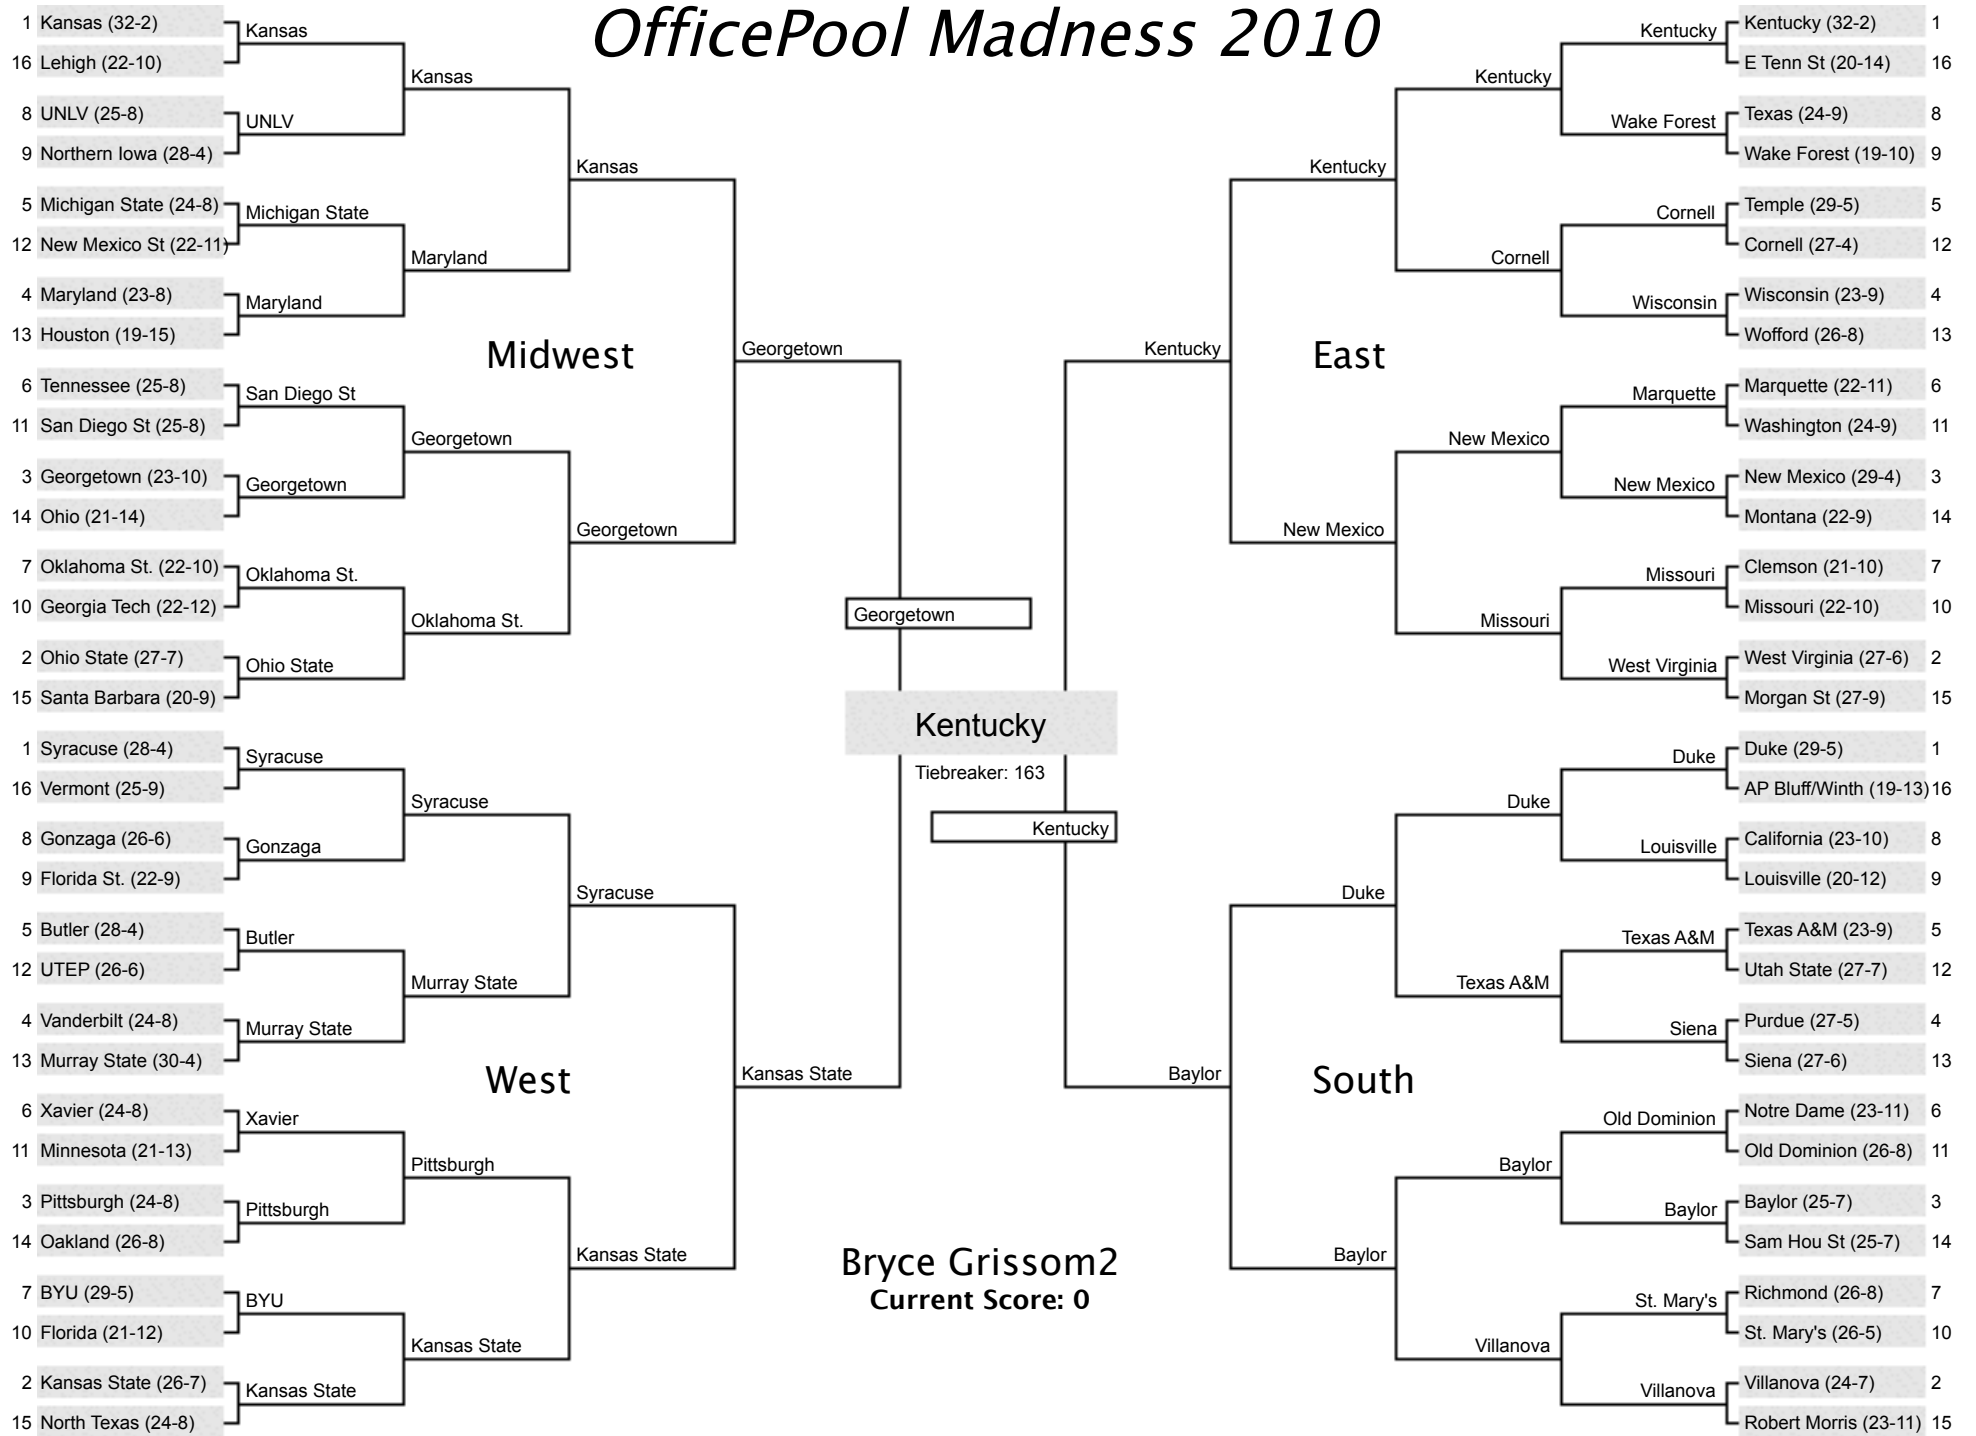 OfficePool Madness 2010
1 Kansas (32-2)
16 Lehigh (22-10)
8 UNLV (25-8)
9 Northern Iowa (28-4)
5 Michigan State (24-8)
12 New Mexico St (22-11)
4 Maryland (23-8)
13 Houston (19-15)
6 Tennessee (25-8)
11 San Diego St (25-8)
3 Georgetown (23-10)
14 Ohio (21-14)
7 Oklahoma St. (22-10)
10 Georgia Tech (22-12)
2 Ohio State (27-7)
15 Santa Barbara (20-9)
Kansas
UNLV
Michigan State
Maryland
San Diego St
Georgetown
Oklahoma St.
Ohio State
Kansas
Maryland
Georgetown
Oklahoma St.
Kansas
Georgetown
Midwest
Georgetown
1 Syracuse (28-4)
16 Vermont (25-9)
8 Gonzaga (26-6)
9 Florida St. (22-9)
5 Butler (28-4)
12 UTEP (26-6)
4 Vanderbilt (24-8)
13 Murray State (30-4)
6 Xavier (24-8)
11 Minnesota (21-13)
3 Pittsburgh (24-8)
14 Oakland (26-8)
7 BYU (29-5)
10 Florida (21-12)
2 Kansas State (26-7)
15 North Texas (24-8)
Syracuse
Gonzaga
Butler
Murray State
Xavier
Pittsburgh
BYU
Kansas State
Syracuse
Murray State
Pittsburgh
Kansas State
Syracuse
Kansas State
West
Kansas State
Georgetown
Kentucky
Tiebreaker: 163
Kentucky
Bryce Grissom2
Current Score: 0
Kentucky
East
Kentucky
New Mexico
Kentucky
Cornell
New Mexico
Missouri
Kentucky
Wake Forest
Cornell
Wisconsin
Marquette
New Mexico
Missouri
West Virginia
Kentucky (32-2) 1
E Tenn St (20-14) 16
Texas (24-9) 8
Wake Forest (19-10) 9
Temple (29-5) 5
Cornell (27-4) 12
Wisconsin (23-9) 4
Wofford (26-8) 13
Marquette (22-11) 6
Washington (24-9) 11
New Mexico (29-4) 3
Montana (22-9) 14
Clemson (21-10) 7
Missouri (22-10) 10
West Virginia (27-6) 2
Morgan St (27-9) 15
Baylor
South
Duke
Baylor
Duke
Texas A&M
Baylor
Villanova
Duke
Louisville
Texas A&M
Siena
Old Dominion
Baylor
St. Mary's
Villanova
Duke (29-5) 1
AP Bluff/Winth (19-13) 16
California (23-10) 8
Louisville (20-12) 9
Texas A&M (23-9) 5
Utah State (27-7) 12
Purdue (27-5) 4
Siena (27-6) 13
Notre Dame (23-11) 6
Old Dominion (26-8) 11
Baylor (25-7) 3
Sam Hou St (25-7) 14
Richmond (26-8) 7
St. Mary's (26-5) 10
Villanova (24-7) 2
Robert Morris (23-11) 15